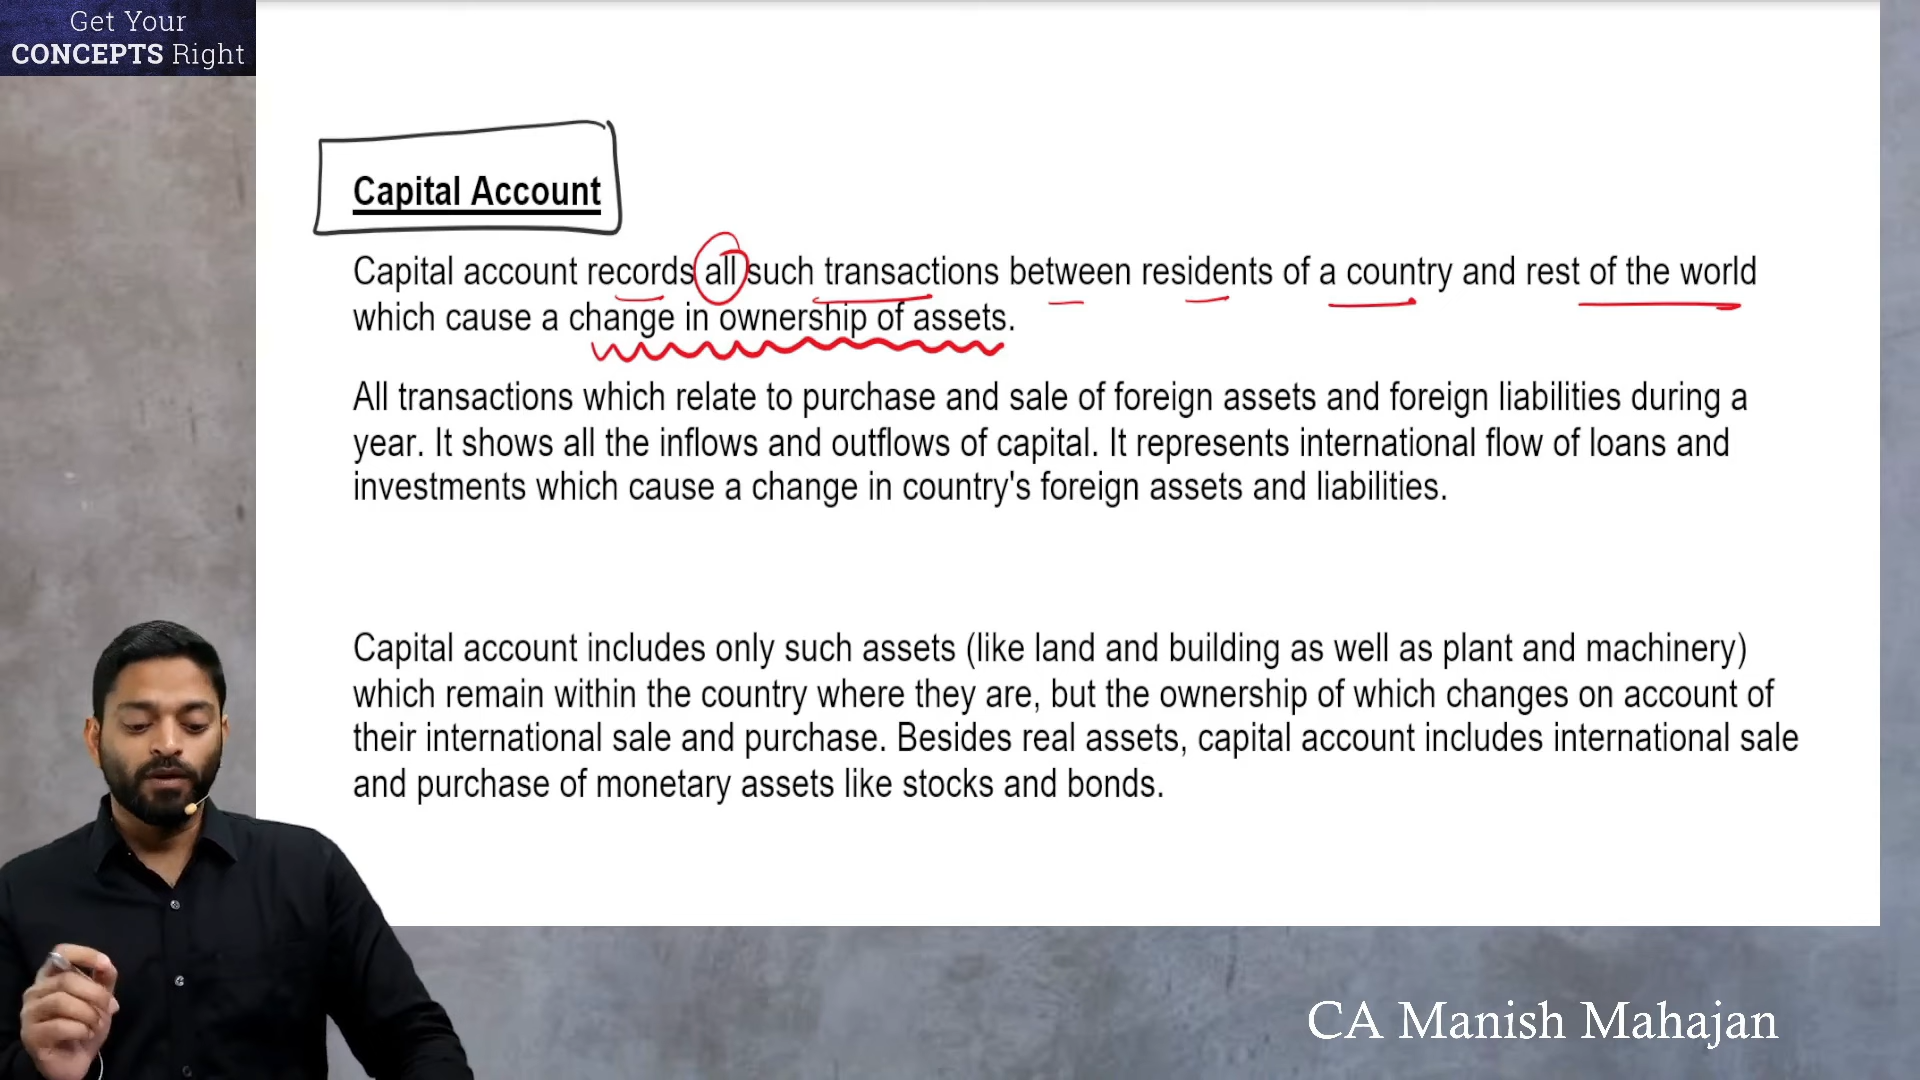 Get Your
CONCEPTS Right
Capital Account
Capital account records all such transactions between residents of a country and rest of the world
which cause a change in ownership of assets.
All transactions which relate to purchase and sale of foreign assets and foreign liabilities during a
year. It shows all the inflows and outflows of capital. It represents international flow of loans and
investments which cause a change in country's foreign assets and liabilities.
Capital account includes only such assets (like land and building as well as plant and machinery)
which remain within the country where they are, but the ownership of which changes on account of
their international sale and purchase. Besides real assets, capital account includes international sale
and purchase of monetary assets like stocks and bonds.
CA Manish Mahajan